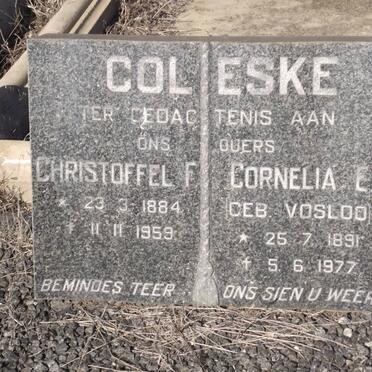 COL ESKE
TER GEDAC TENIS AAN
ONS OUERS
CHRISTOFFEL F
* 23.3.1884
† 11.11.1959
CORNELIA E
(GEB. VOSLOO
* 25.7.1891
† 5.6.1977
BEMINDES TEER ONS SIEN U WEER